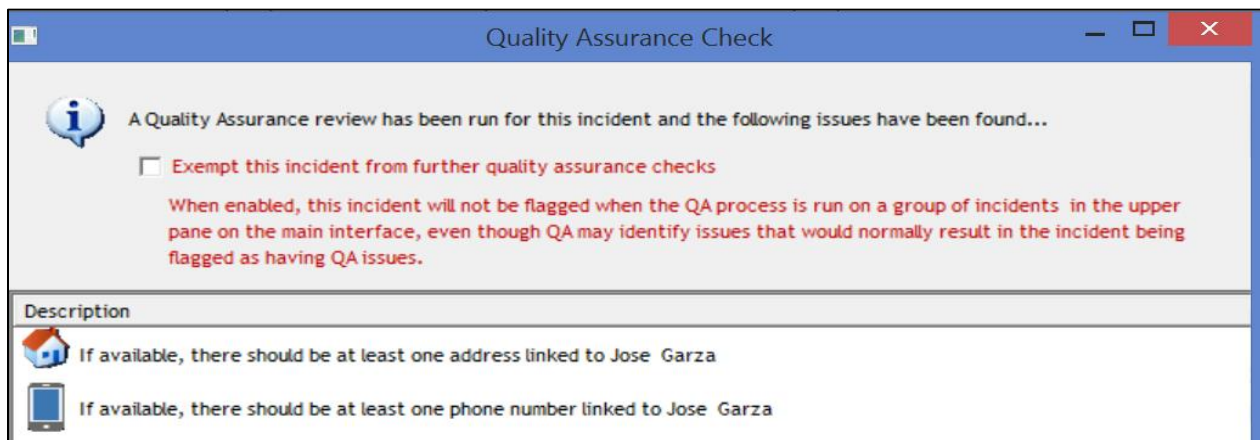 Quality Assurance Check
A Quality Assurance review has been run for this incident and the following issues have been found...
Exempt this incident from further quality assurance checks
When enabled, this incident will not be flagged when the QA process is run on a group of incidents in the upper
pane on the main interface, even though QA may identify issues that would normally result in the incident being
flagged as having QA issues.
Description
If available, there should be at least one address linked to Jose Garza
If available, there should be at least one phone number linked to Jose Garza